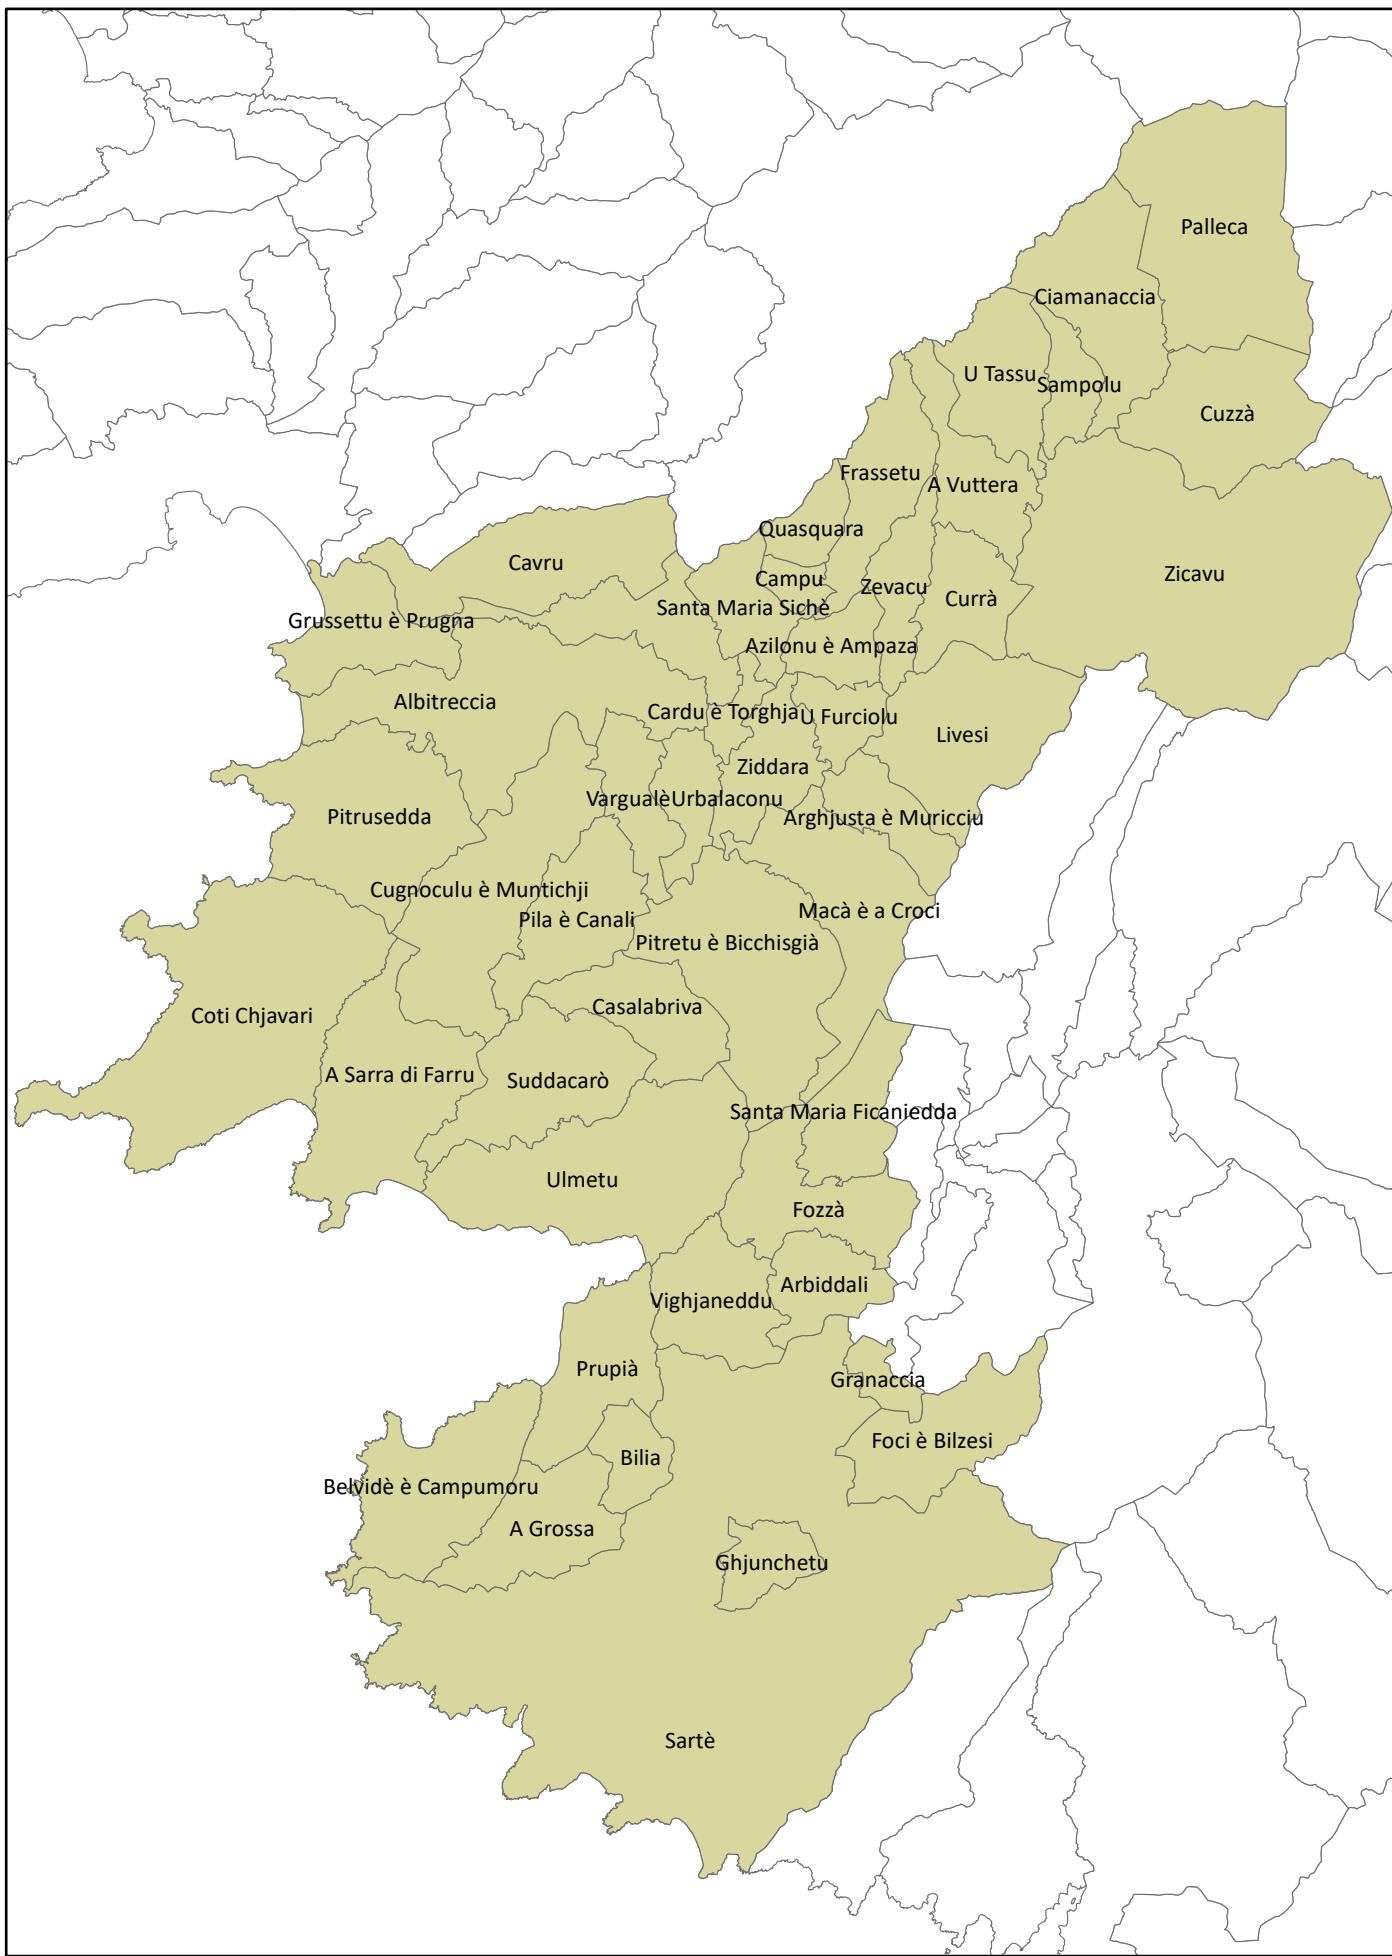 Palleca
Ciamanaccia
U Tassu
Sampolu
Cuzzà
Frassetu
A Vuttera
Quasquara
Cavru
Zicavu
Campu
Zevacu
Currà
Santa Maria Sichè
Grussettu è Prugna
Azilonu è Ampaza
Albitreccia
Cardu è Torghja
U Furciolu
Livesi
Ziddara
Vargualè
Urbalaconu
Pitrusedda
Arghjusta è Muricciu
Cugnoculu è Muntichji
Pila è Canali
Macà è a Croci
Pitretu è Bicchisgià
Casalabriva
Coti Chjavari
A Sarra di Farru
Suddacarò
Santa Maria Ficaniedda
Ulmetu
Fozzà
Arbiddali
Vighjaneddu
Prupià
Granaccia
Foci è Bilzesi
Bilia
Belvidè è Campumoru
A Grossa
Ghjunchetu
Sartè